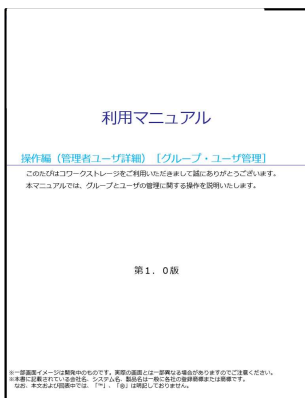 利用マニュアル
操作編（管理者ユーザ詳細）［グループ・ユーザ管理］
このたびはコワークストレージをご利用いただきまして誠にありがとうございます。
本マニュアルでは、グループとユーザの管理に関する操作を説明いたします。
第１．０版
※一部画面イメージは開発中のものです。実際の画面とは一部異なる場合がありますのでご注意ください。
※本書に記載されている会社名、システム名、製品名は一般に各社の登録商標または商標です。
なお、本文および図表中では、「™」、「®」は明記しておりません。